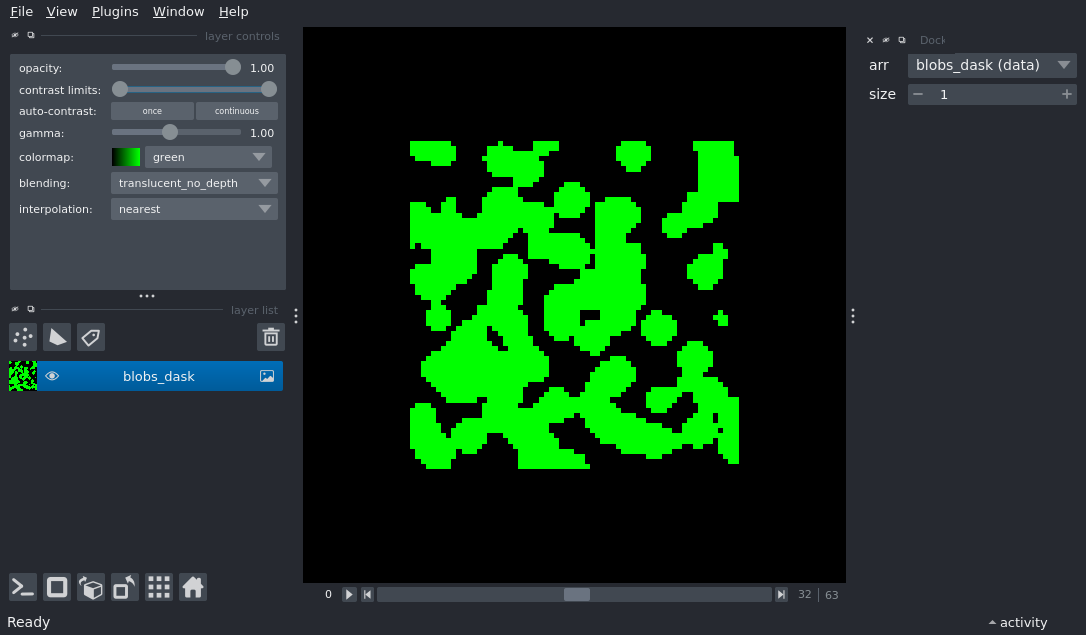 File View Plugins Window Help
layer controls
opacity: 1.00
contrast limits:
auto-contrast: once continuous
gamma: 1.00
colormap: green
blending: translucent_no_depth
interpolation: nearest
layer list
blobs_dask
0 32 63
Dock
arr blobs_dask (data)
size 1
Ready
activity